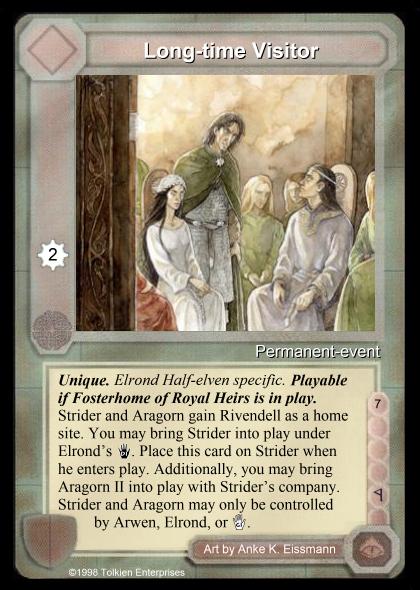 Long-time Visitor
2
Permanent-event
Unique. Elrond Half-elven specific. Playable
if Fosterhome of Royal Heirs is in play.
Strider and Aragorn gain Rivendell as a home
site. You may bring Strider into play under
Elrond's . Place this card on Strider when
he enters play. Additionally, you may bring
Aragorn II into play with Strider's company.
Strider and Aragorn may only be controlled
by Arwen, Elrond, or .
7
Art by Anke K. Eissmann
©1998 Tolkien Enterprises